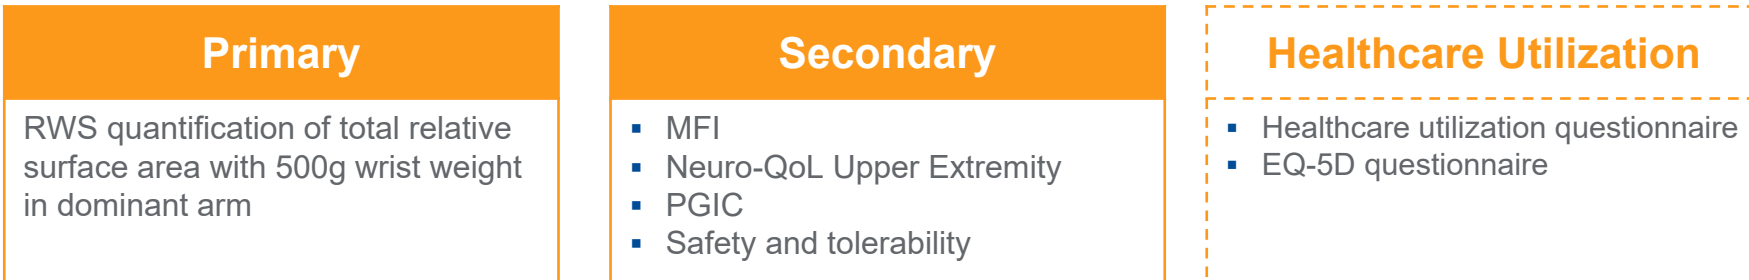 Primary
RWS quantification of total relative
surface area with 500g wrist weight
in dominant arm
Secondary
▪ MFI
▪ Neuro-QoL Upper Extremity
▪ PGIC
▪ Safety and tolerability
Healthcare Utilization
▪ Healthcare utilization questionnaire
▪ EQ-5D questionnaire